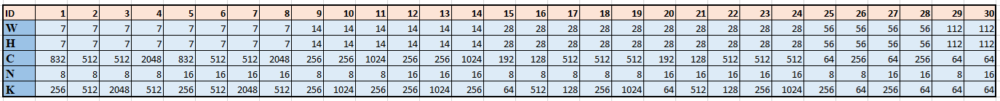 ID 1 2 3 4 5 6 7 8 9 10 11 12 13 14 15 16 17 18 19 20 21 22 23 24 25 26 27 28 29 30
W 7 7 7 7 7 7 7 7 14 14 14 14 14 14 28 28 28 28 28 28 28 28 28 28 56 56 56 56 112 112
H 7 7 7 7 7 7 7 7 14 14 14 14 14 14 28 28 28 28 28 28 28 28 28 28 56 56 56 56 112 112
C 832 512 512 2048 832 512 512 2048 256 256 1024 256 256 1024 192 128 512 512 512 192 128 512 512 512 64 256 64 256 64 64
N 8 8 8 8 16 16 16 16 8 8 8 16 16 16 8 8 8 8 8 16 16 16 16 16 8 8 16 16 8 16
K 256 512 2048 512 256 512 2048 512 256 1024 256 256 1024 256 64 512 128 256 1024 64 512 128 256 1024 256 64 256 64 64 64